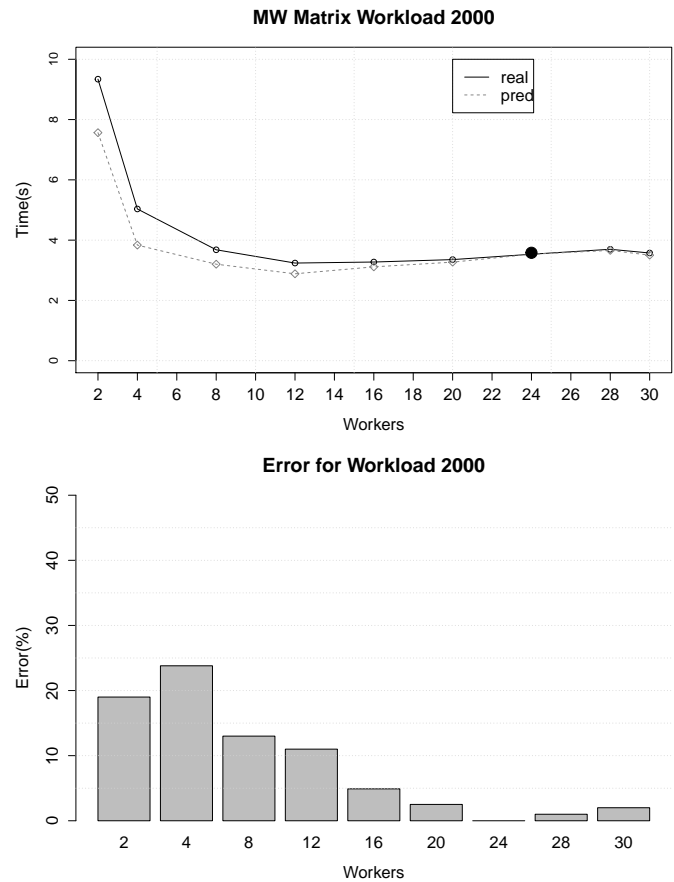 MW Matrix Workload 2000
real
pred
Time(s)
10
8
6
4
2
0
2 4 6 8 10 12 14 16 18 20 22 24 26 28 30
Workers
Error for Workload 2000
Error(%)
50
40
30
20
10
0
2 4 8 12 16 20 24 28 30
Workers